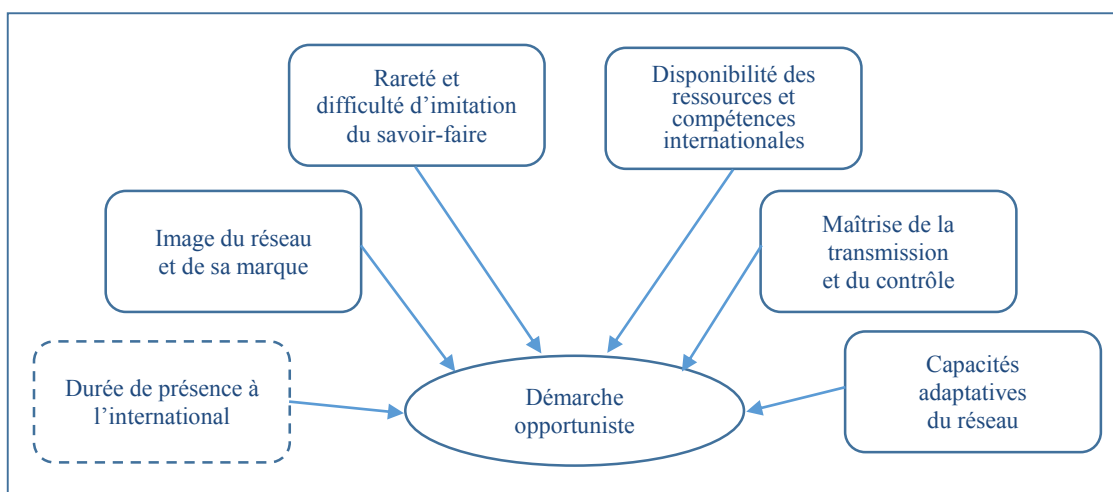 Rareté et
difficulté d’imitation
du savoir-faire
Disponibilité des
ressources et
compétences
internationales
Image du réseau
et de sa marque
Maîtrise de la
transmission
et du contrôle
Durée de présence à
l’international
Démarche
opportuniste
Capacités
adaptatives
du réseau